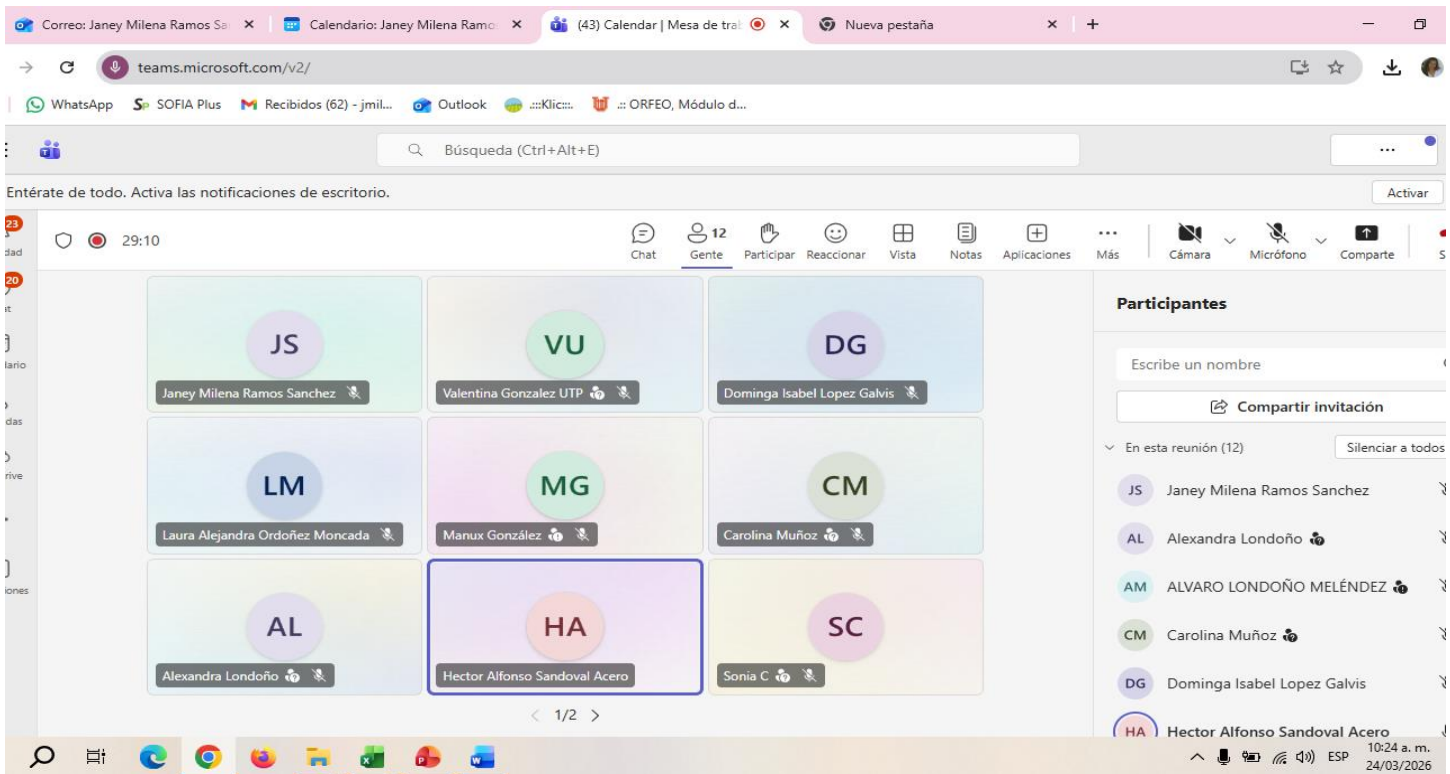 Correo: Janey Milena Ramos Sa
Calendario: Janey Milena Ramo
(43) Calendar | Mesa de tra
Nueva pestaña
teams.microsoft.com/v2/
WhatsApp
SOFIA Plus
Recibidos (62) - jmil...
Outlook
.:::Klic:::.
.:: ORFEO, Módulo d...
Búsqueda (Ctrl+Alt+E)
Entérate de todo. Activa las notificaciones de escritorio.
Activar
23
dad
29:10
Chat
12
Gente
Participar
Reaccionar
Vista
Notas
Aplicaciones
Más
Cámara
Micrófono
Comparte
20
JS
Janey Milena Ramos Sanchez
VU
Valentina Gonzalez UTP
DG
Dominga Isabel Lopez Galvis
LM
Laura Alejandra Ordoñez Moncada
MG
Manux González
CM
Carolina Muñoz
AL
Alexandra Londoño
HA
Hector Alfonso Sandoval Acero
SC
Sonia C
1/2
Participantes
Escribe un nombre
Compartir invitación
En esta reunión (12)
Silenciar a todos
JS Janey Milena Ramos Sanchez
AL Alexandra Londoño
AM ALVARO LONDOÑO MELÉNDEZ
CM Carolina Muñoz
DG Dominga Isabel Lopez Galvis
HA Hector Alfonso Sandoval Acero
ESP
10:24 a. m.
24/03/2026